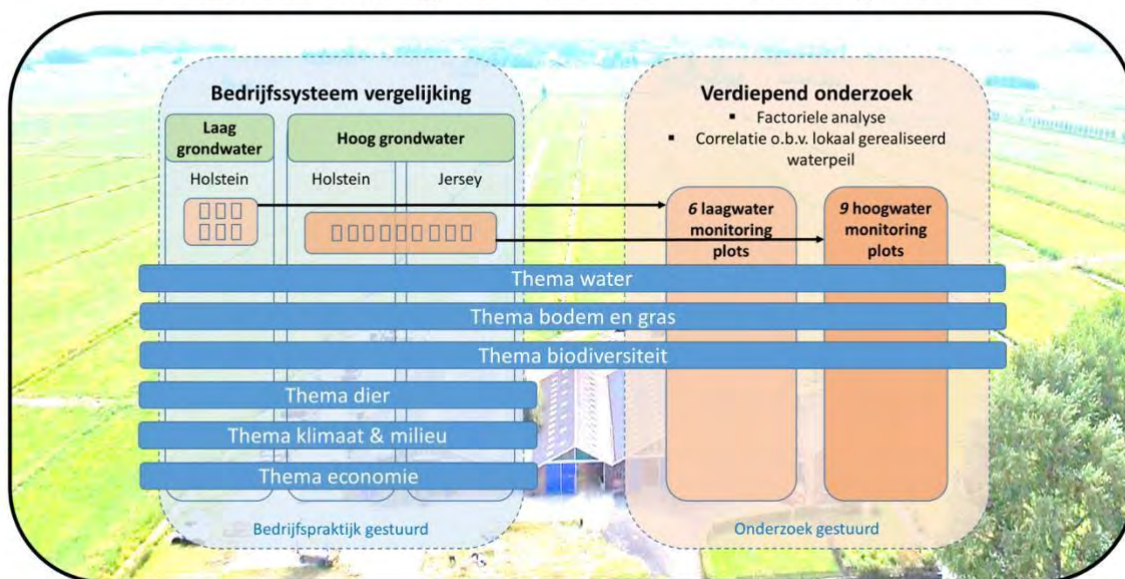 Bedrijfssysteem vergelijking
Laag
grondwater
Hoog grondwater
Holstein
Holstein
Jersey
Verdiepend onderzoek
▪ Factoriele analyse
▪ Correlatie o.b.v. lokaal gerealiseerd
waterpeil
6 laagwater
monitoring
plots
9 hoogwater
monitoring
plots
Thema water
Thema bodem en gras
Thema biodiversiteit
Thema dier
Thema klimaat & milieu
Thema economie
Bedrijfspraktijk gestuurd
Onderzoek gestuurd